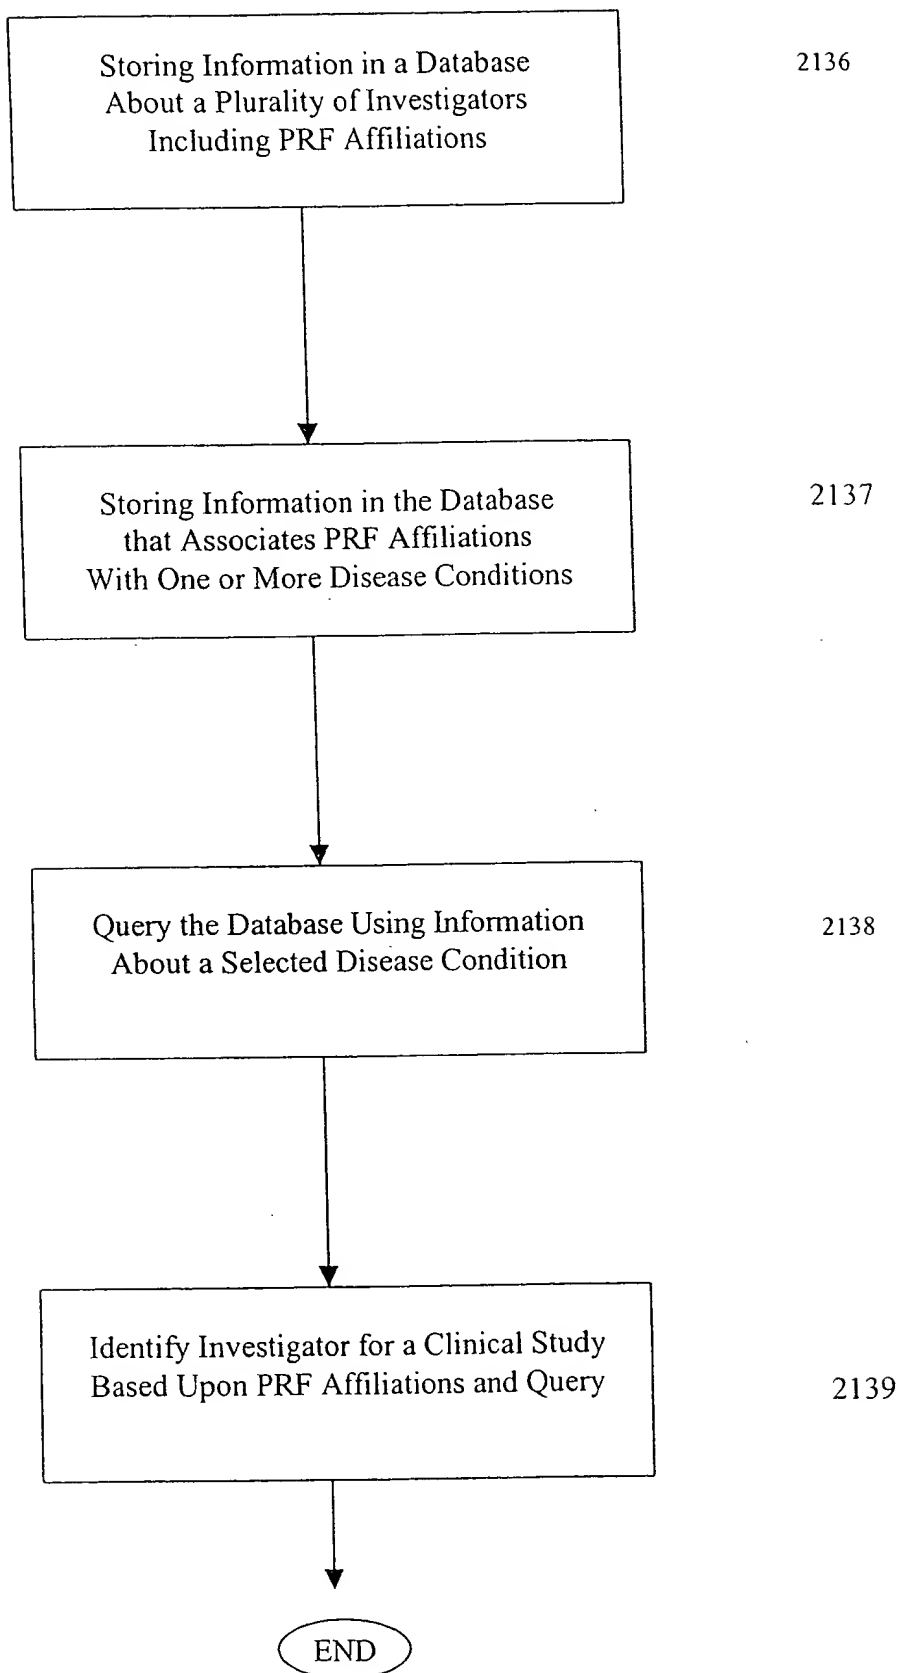 Storing Information in a Database
About a Plurality of Investigators
Including PRF Affiliations
2136
Storing Information in the Database
that Associates PRF Affiliations
With One or More Disease Conditions
2137
Query the Database Using Information
About a Selected Disease Condition
2138
Identify Investigator for a Clinical Study
Based Upon PRF Affiliations and Query
2139
END